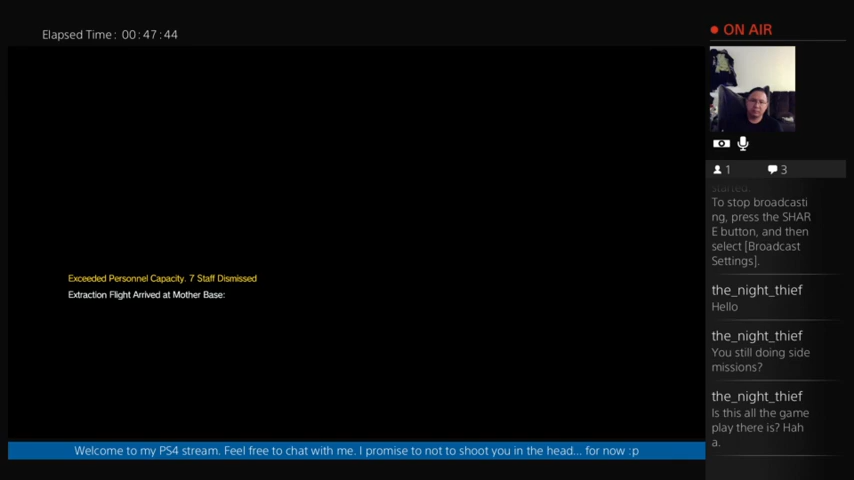 Elapsed Time: 00:47:44
ON AIR
1
3
started.
To stop broadcasti
ng, press the SHAR
E button, and then
select [Broadcast
Settings].
the_night_thief
Hello
the_night_thief
You still doing side
missions?
the_night_thief
Is this all the game
play there is? Hah
a.
Exceeded Personnel Capacity. 7 Staff Dismissed
Extraction Flight Arrived at Mother Base:
Welcome to my PS4 stream. Feel free to chat with me. I promise to not to shoot you in the head... for now :p